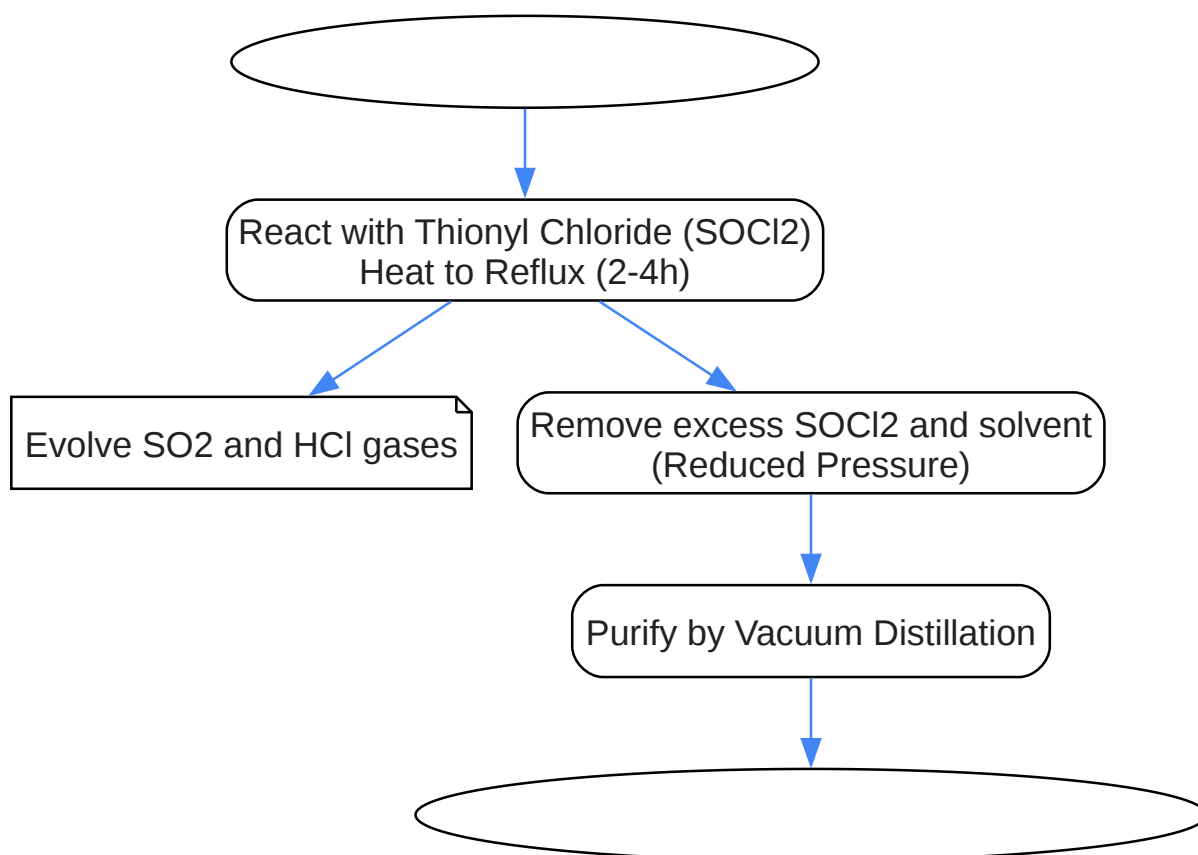 React with Thionyl Chloride (SOCl2)
Heat to Reflux (2-4h)
Evolve SO2 and HCl gases
Remove excess SOCl2 and solvent
(Reduced Pressure)
Purify by Vacuum Distillation